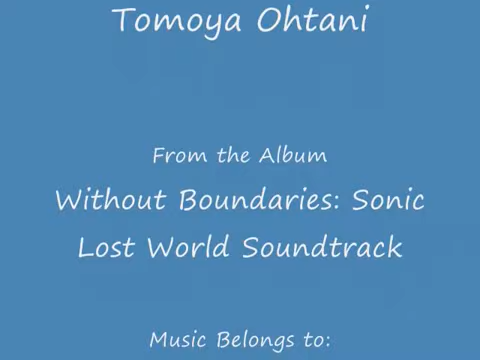 Tomoya Ohtani
From the Album
Without Boundaries: Sonic
Lost World Soundtrack
Music Belongs to: